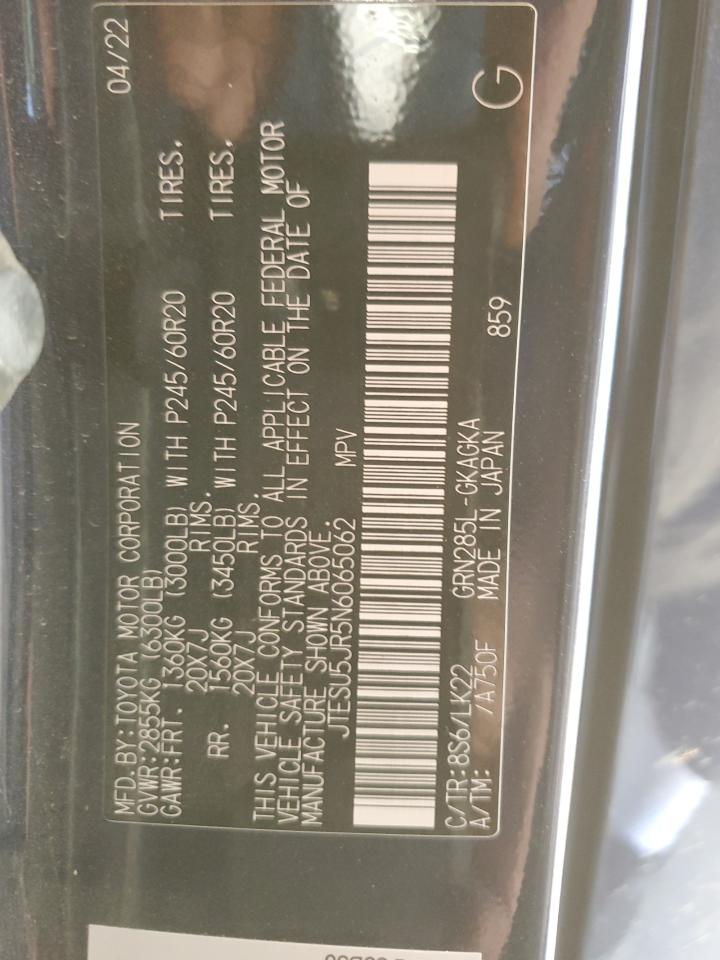 MFD.BY:TOYOTA MOTOR CORPORATION 04/22
GVWR:2855KG (6300LB)
GAWR:FRT. 1360KG (3000LB) WITH P245/60R20 TIRES.
20X7J RIMS.
RR. 1560KG (3450LB) WITH P245/60R20 TIRES.
20X7J RIMS.
THIS VEHICLE CONFORMS TO ALL APPLICABLE FEDERAL MOTOR
VEHICLE SAFETY STANDARDS IN EFFECT ON THE DATE OF
MANUFACTURE SHOWN ABOVE.
JTESU5JR5N6065062 MPV
C/TR:8S6/LK22 GRN285L-GKAGKA
A/TM: /A750F MADE IN JAPAN 859
G